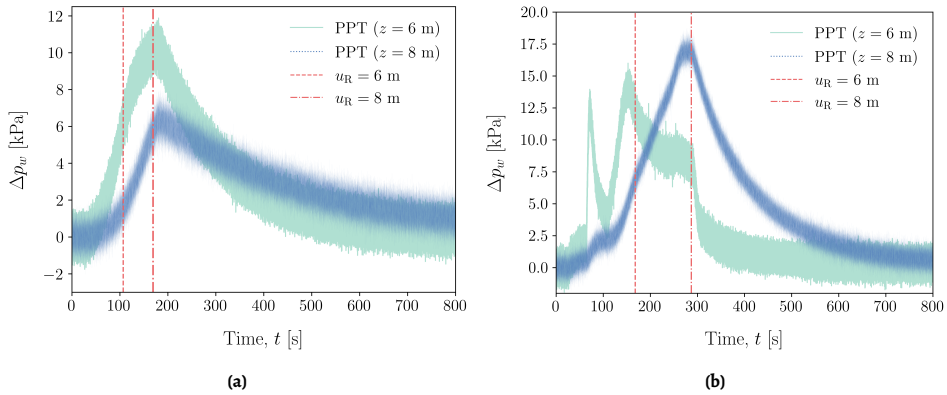 12
10
8
6
4
2
0
−2
Δp_w [kPa]
PPT (z = 6 m)
PPT (z = 8 m)
u_R = 6 m
u_R = 8 m
0 100 200 300 400 500 600 700 800
Time, t [s]
(a)
20.0
17.5
15.0
12.5
10.0
7.5
5.0
2.5
0.0
Δp_w [kPa]
PPT (z = 6 m)
PPT (z = 8 m)
u_R = 6 m
u_R = 8 m
0 100 200 300 400 500 600 700 800
Time, t [s]
(b)